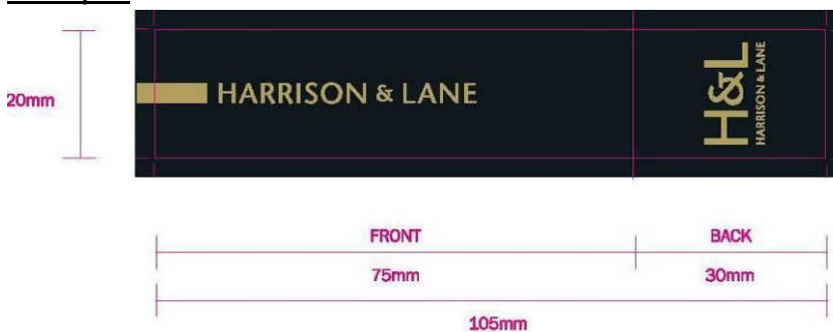 20mm
HARRISON & LANE
H&L
HARRISON & LANE
FRONT
BACK
75mm
30mm
105mm